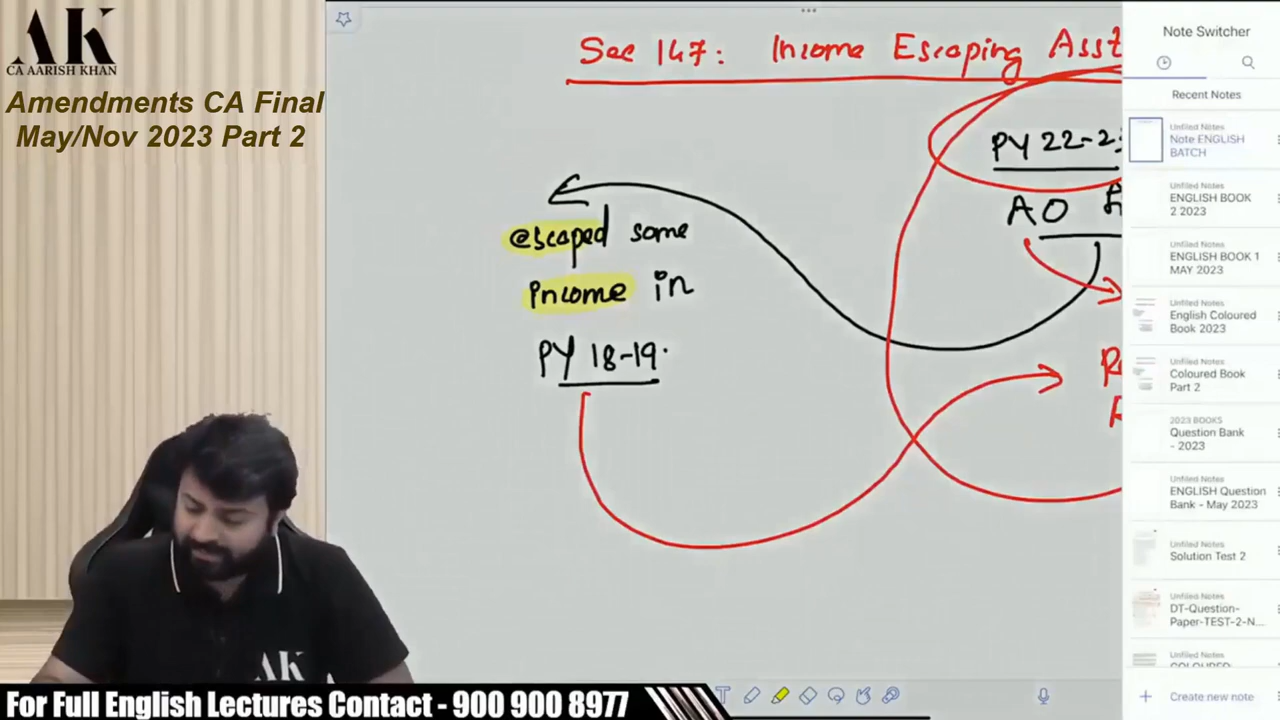 AK
CA AARISH KHAN
Amendments CA Final
May/Nov 2023 Part 2
Sec 147: Income Escaping Asst
PY 22-23
AO
escaped some
Income in
PY 18-19.
Note Switcher
Recent Notes
Unfiled Notes
Note ENGLISH
BATCH
Unfiled Notes
ENGLISH BOOK
2 2023
Unfiled Notes
ENGLISH BOOK 1
MAY 2023
Unfiled Notes
English Coloured
Book 2023
Unfiled Notes
Coloured Book
Part 2
2023 BOOKS
Question Bank
- 2023
Unfiled Notes
ENGLISH Question
Bank - May 2023
Unfiled Notes
Solution Test 2
Unfiled Notes
DT-Question-
Paper-TEST-2-N...
Unfiled Notes
COLOURED
Create new note
AK
For Full English Lectures Contact - 900 900 8977